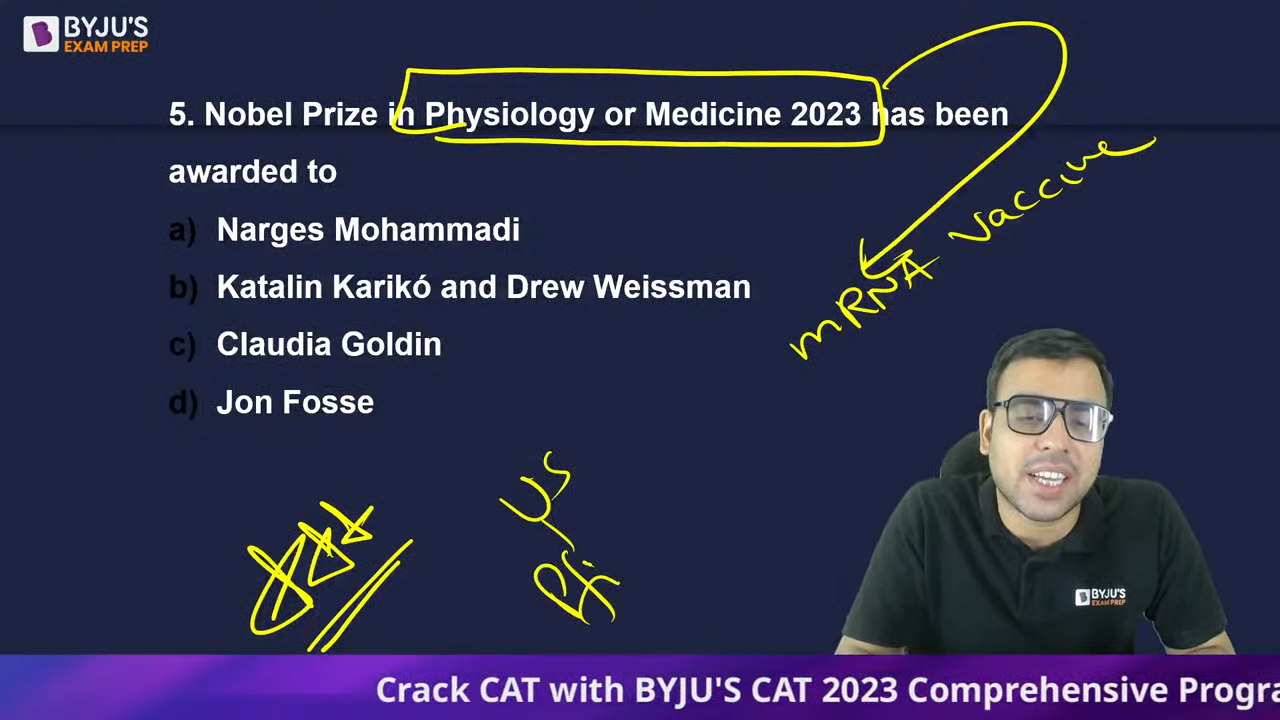 BYJU'S
EXAM PREP
5. Nobel Prize in Physiology or Medicine 2023 has been
awarded to
a) Narges Mohammadi
b) Katalin Karikó and Drew Weissman
c) Claudia Goldin
d) Jon Fosse
mRNA Vaccine
US
BYJU'S
EXAM PREP
Crack CAT with BYJU'S CAT 2023 Comprehensive Progra